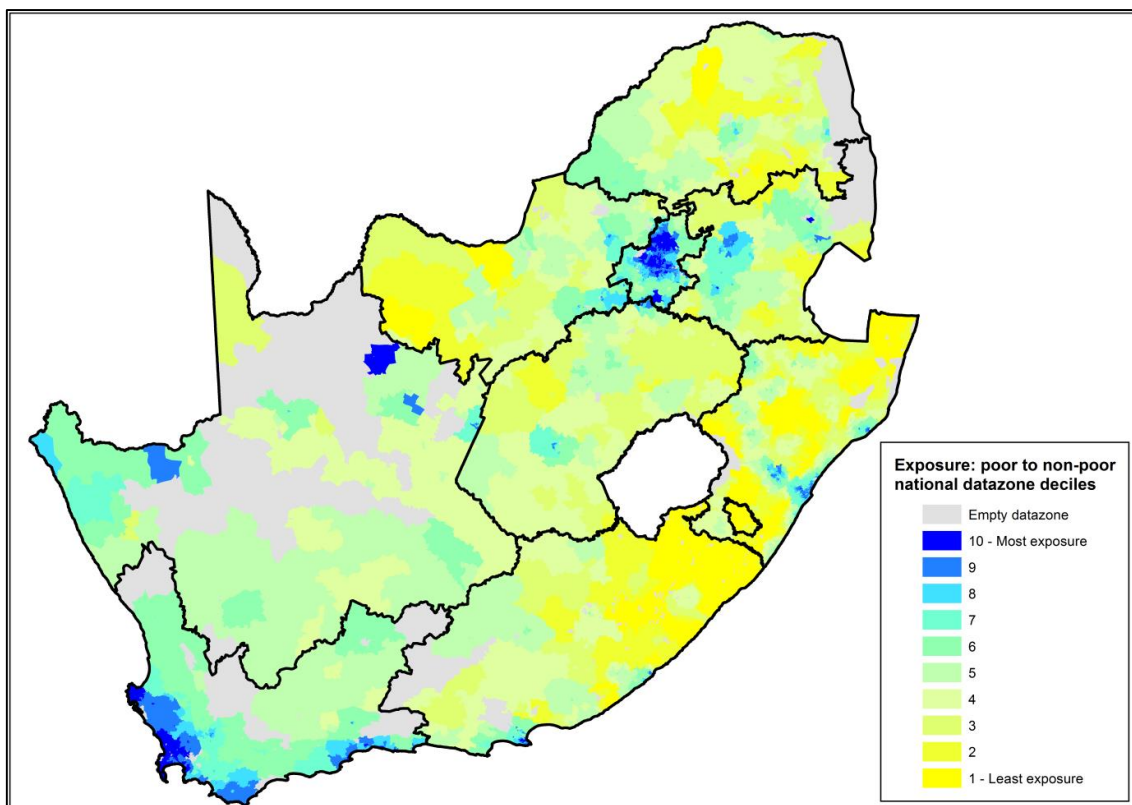 Exposure: poor to non-poor
national datazone deciles
Empty datazone
10 - Most exposure
9
8
7
6
5
4
3
2
1 - Least exposure